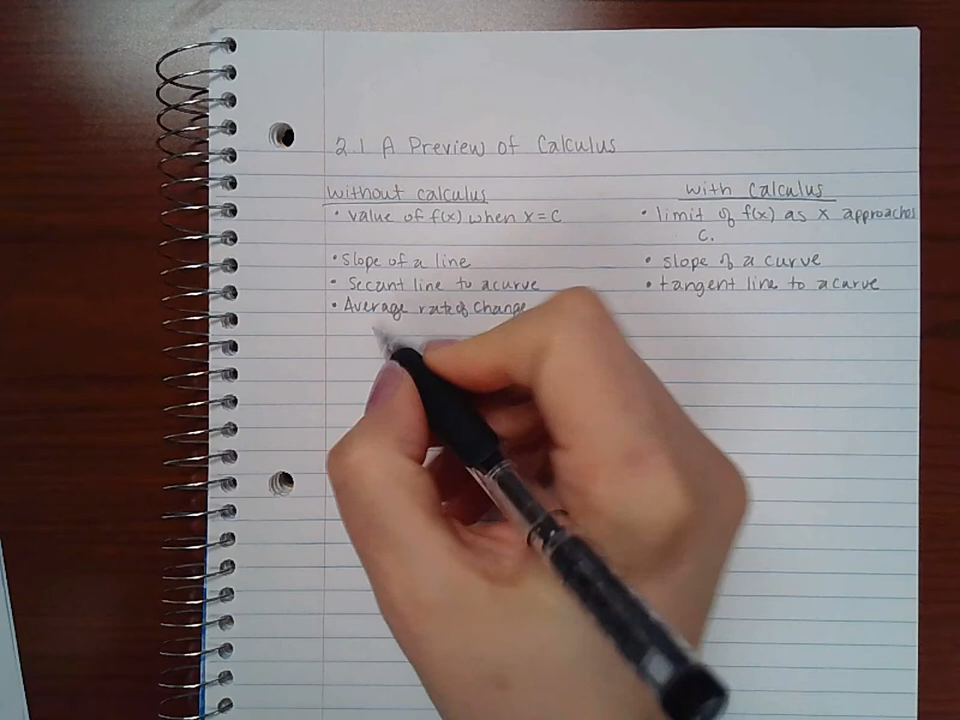 2.1 A Preview of Calculus
without calculus
• value of f(x) when x = c
• slope of a line
• Secant line to a curve
• Average rate of change
with Calculus
• limit of f(x) as x approaches
c.
• slope of a curve
• tangent line to a curve